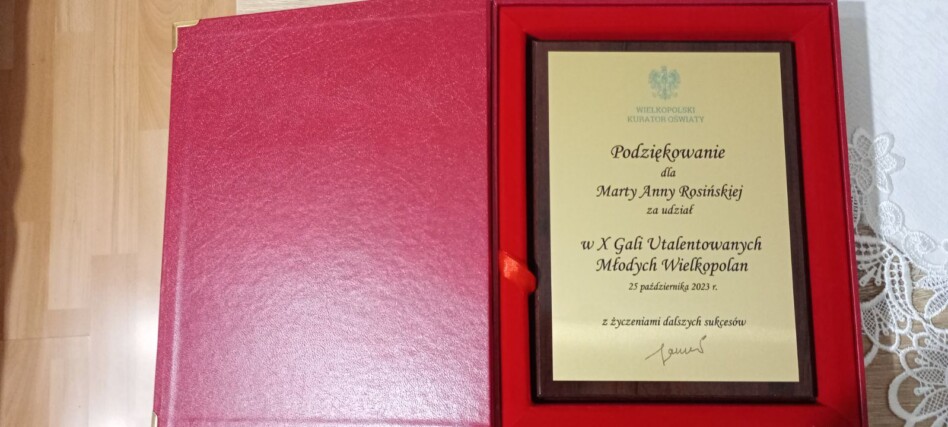 WIELKOPOLSKI
KURATOR OŚWIATY
Podziękowanie
dla
Marty Anny Rosińskiej
za udział
w X Gali Utalentowanych
Młodych Wielkopolan
25 października 2023 r.
z życzeniami dalszych sukcesów